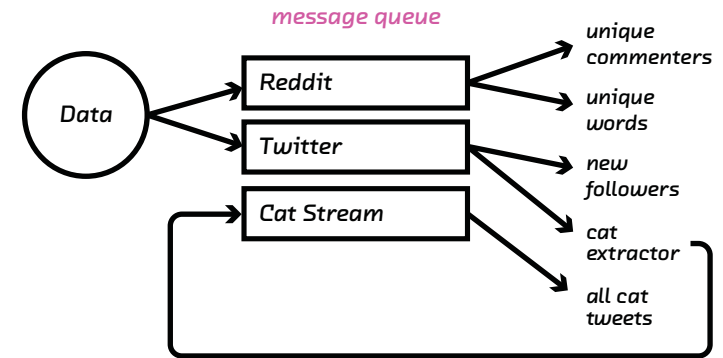 message queue
Data
Reddit
Twitter
Cat Stream
unique
commenters
unique
words
new
followers
cat
extractor
all cat
tweets